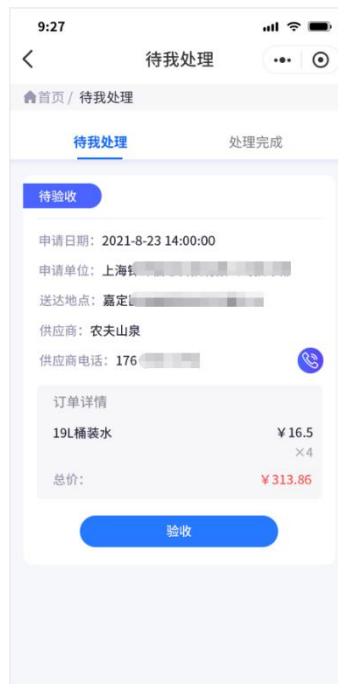 9:27
待我处理
首页 / 待我处理
待我处理 处理完成
待验收
申请日期：2021-8-23 14:00:00
申请单位：上海
送达地点：嘉定
供应商：农夫山泉
供应商电话：176
订单详情
19L桶装水 ￥16.5
×4
总价： ￥313.86
验收